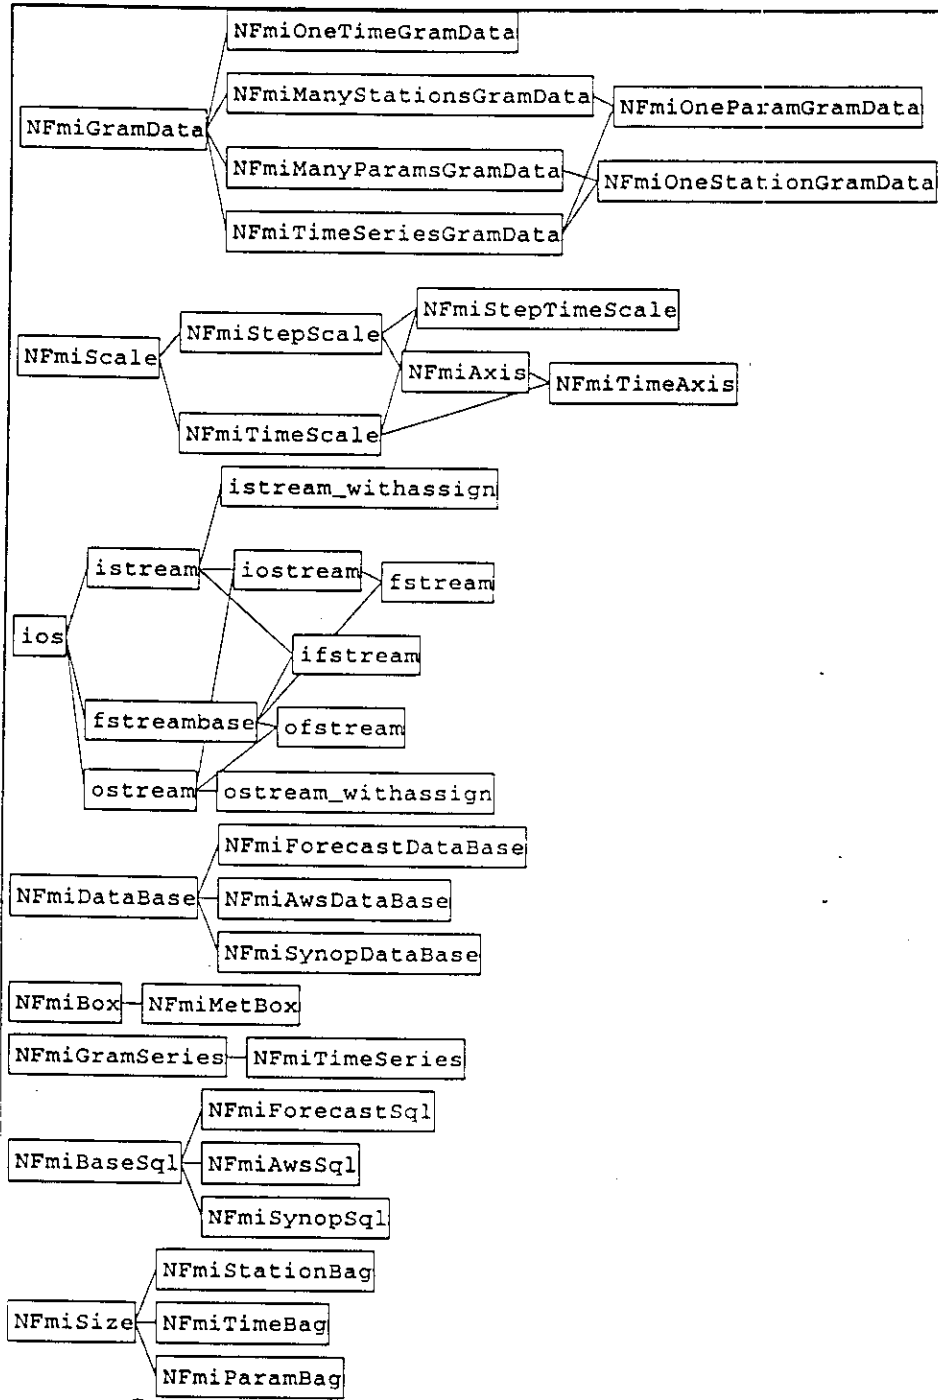 NFmiOneTimeGramData
NFmiManyStationsGramData
NFmiOneParamGramData
NFmiGramData
NFmiManyParamsGramData
NFmiOneStationGramData
NFmiTimeSeriesGramData
NFmiStepTimeScale
NFmiStepScale
NFmiScale
NFmiAxis
NFmiTimeAxis
NFmiTimeScale
istream_withassign
istream
iostream
fstream
ios
ifstream
fstreambase
ofstream
ostream
ostream_withassign
NFmiForecastDataBase
NFmiDataBase
NFmiAwsDataBase
NFmiSynopDataBase
NFmiBox
NFmiMetBox
NFmiGramSeries
NFmiTimeSeries
NFmiForecastSql
NFmiBaseSql
NFmiAwsSql
NFmiSynopSql
NFmiStationBag
NFmiSize
NFmiTimeBag
NFmiParamBag